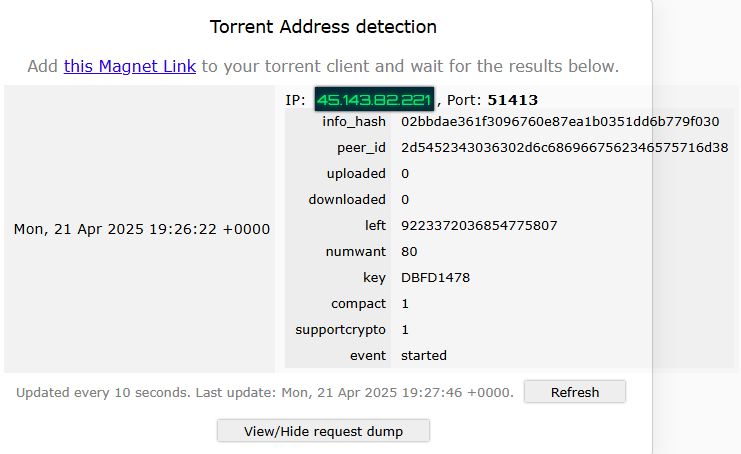 Torrent Address detection
Add this Magnet Link to your torrent client and wait for the results below.
Mon, 21 Apr 2025 19:26:22 +0000
IP: 45.143.82.221, Port: 51413
info_hash 02bbdae361f3096760e87ea1b0351dd6b779f030
peer_id 2d5452343036302d6c6869667562346575716d38
uploaded 0
downloaded 0
left 9223372036854775807
numwant 80
key DBFD1478
compact 1
supportcrypto 1
event started
Updated every 10 seconds. Last update: Mon, 21 Apr 2025 19:27:46 +0000. Refresh
View/Hide request dump